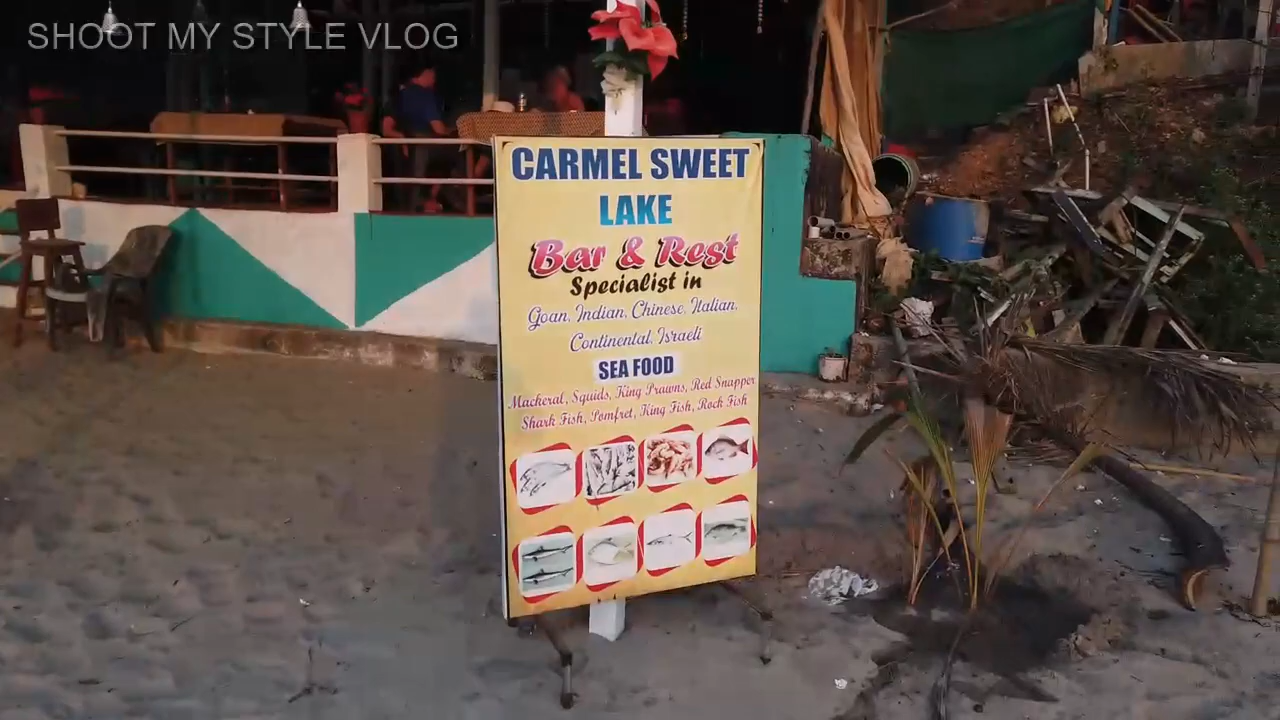 SHOOT MY STYLE VLOG
CARMEL SWEET
LAKE
Bar & Rest
Specialist in
Goan, Indian, Chinese, Italian,
Continental, Israeli
SEA FOOD
Mackeral, Squids, King Prawns, Red Snapper
Shark Fish, Pomfret, King Fish, Rock Fish